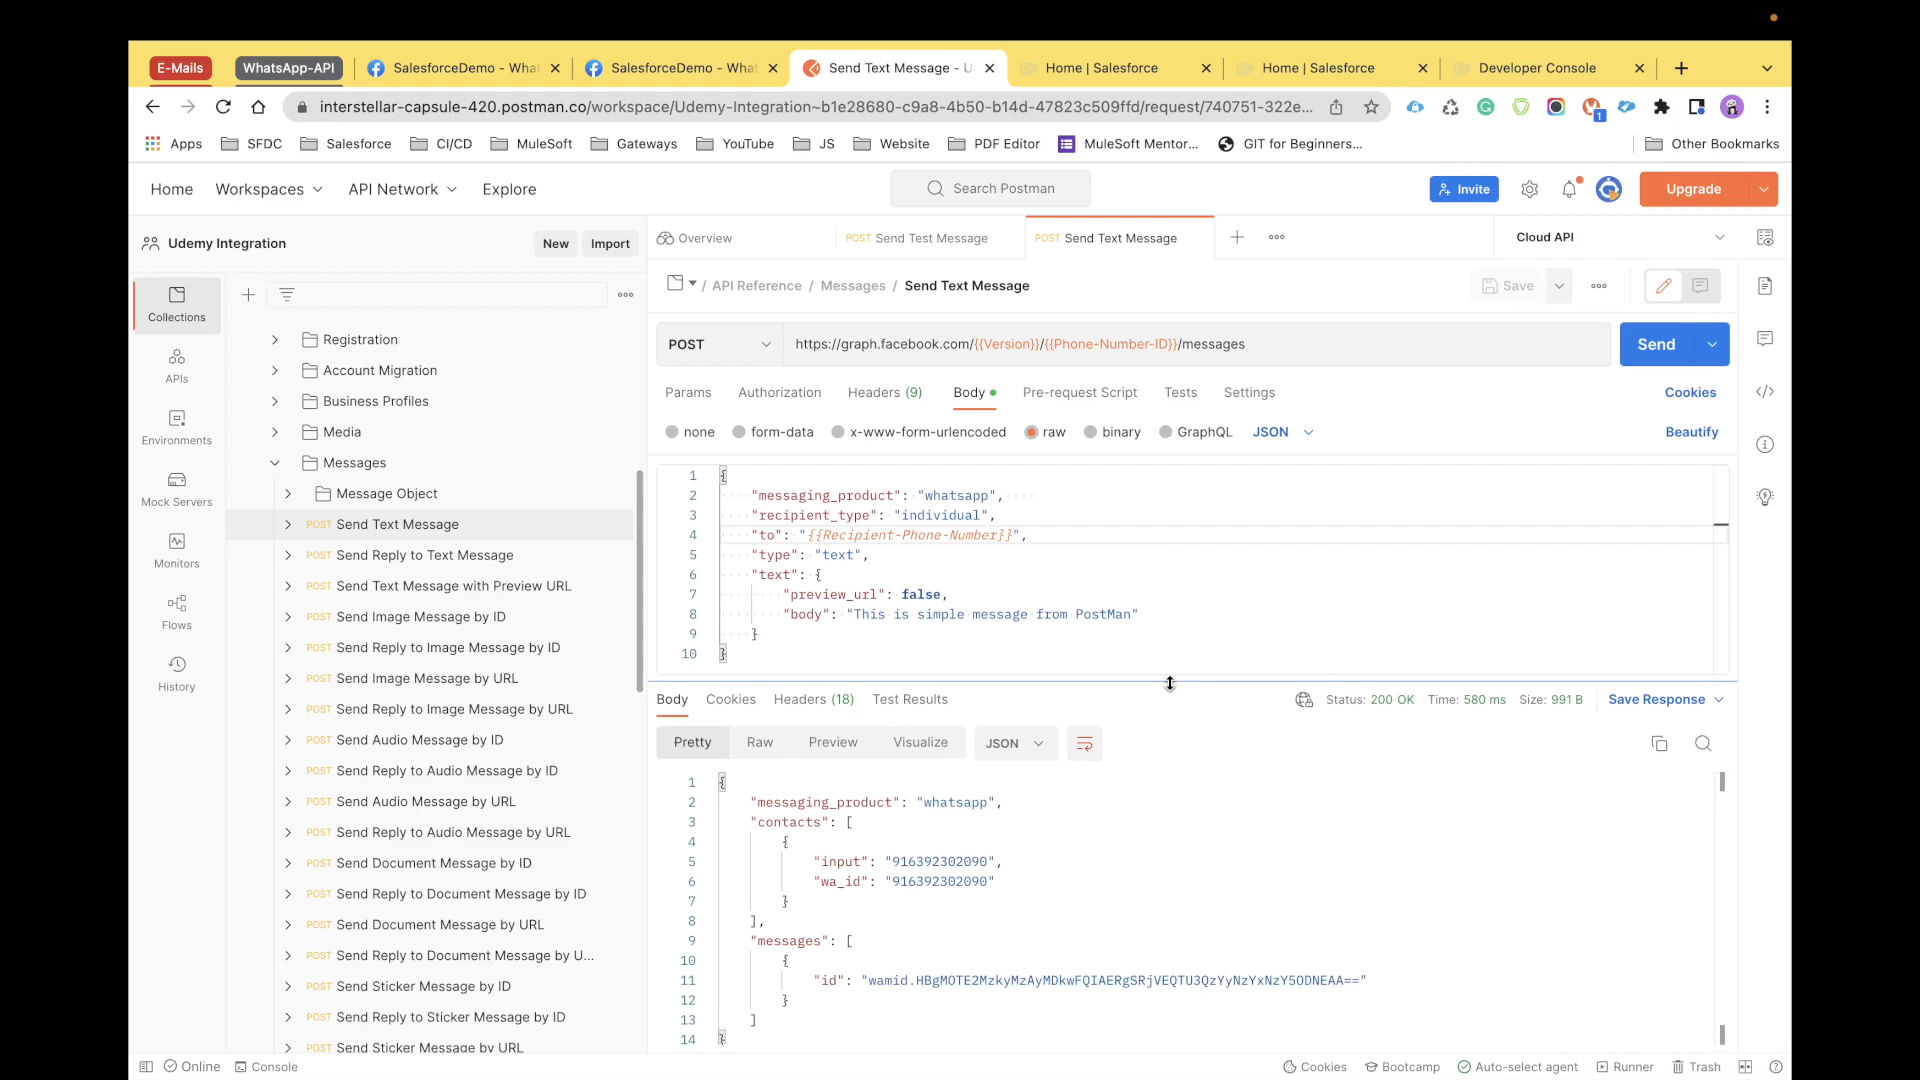 E-Mails
WhatsApp-API
SalesforceDemo - Wha
SalesforceDemo - Wha
Send Text Message - U
Home | Salesforce
Home | Salesforce
Developer Console
interstellar-capsule-420.postman.co/workspace/Udemy-Integration~b1e28680-c9a8-4b50-b14d-47823c509ffd/request/740751-322e...
1
Apps
SFDC
Salesforce
CI/CD
MuleSoft
Gateways
YouTube
JS
Website
PDF Editor
MuleSoft Mentor...
GIT for Beginners...
Other Bookmarks
Home
Workspaces
API Network
Explore
Search Postman
Invite
Upgrade
Udemy Integration
New
Import
Overview
POST Send Test Message
POST Send Text Message
Cloud API
Collections
APIs
Environments
Mock Servers
Monitors
Flows
History
Registration
Account Migration
Business Profiles
Media
Messages
Message Object
POST Send Text Message
POST Send Reply to Text Message
POST Send Text Message with Preview URL
POST Send Image Message by ID
POST Send Reply to Image Message by ID
POST Send Image Message by URL
POST Send Reply to Image Message by URL
POST Send Audio Message by ID
POST Send Reply to Audio Message by ID
POST Send Audio Message by URL
POST Send Reply to Audio Message by URL
POST Send Document Message by ID
POST Send Reply to Document Message by ID
POST Send Document Message by URL
POST Send Reply to Document Message by U...
POST Send Sticker Message by ID
POST Send Reply to Sticker Message by ID
POST Send Sticker Message by URL
/ API Reference / Messages / Send Text Message
Save
POST
https://graph.facebook.com/{{Version}}/{{Phone-Number-ID}}/messages
Send
Params
Authorization
Headers (9)
Body
Pre-request Script
Tests
Settings
Cookies
none
form-data
x-www-form-urlencoded
raw
binary
GraphQL
JSON
Beautify
1 {
2 "messaging_product": "whatsapp",
3 "recipient_type": "individual",
4 "to": "{{Recipient-Phone-Number}}",
5 "type": "text",
6 "text": {
7 "preview_url": false,
8 "body": "This is simple message from PostMan"
9 }
10 }
Body
Cookies
Headers (18)
Test Results
Status: 200 OK
Time: 580 ms
Size: 991 B
Save Response
Pretty
Raw
Preview
Visualize
JSON
1 {
2 "messaging_product": "whatsapp",
3 "contacts": [
4 {
5 "input": "916392302090",
6 "wa_id": "916392302090"
7 }
8 ],
9 "messages": [
10 {
11 "id": "wamid.HBgMOTE2MzkyMzAyMDkwFQIAERgSRjVEQTU3QzYyNzYxNzY5ODNEAA=="
12 }
13 ]
14 }
Online
Console
Cookies
Bootcamp
Auto-select agent
Runner
Trash